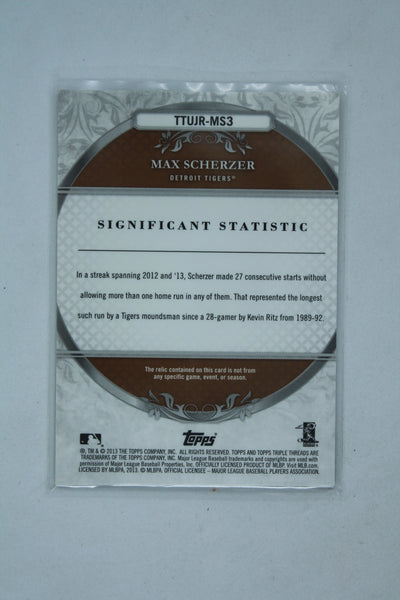 TTUJR-MS3
MAX SCHERZER
DETROIT TIGERS™
SIGNIFICANT STATISTIC
In a streak spanning 2012 and '13, Scherzer made 27 consecutive starts without
allowing more than one home run in any of them. That represented the longest
such run by a Tigers moundsman since a 28-gamer by Kevin Ritz from 1989-92.
The relic contained on this card is not from
any specific game, event, or season.
Topps
®, TM & © 2013 THE TOPPS COMPANY, INC. ALL RIGHTS RESERVED. TOPPS AND TOPPS TRIPLE THREADS ARE
TRADEMARKS OF THE TOPPS COMPANY, INC. Major League Baseball trademarks and copyrights are used with
permission of Major League Baseball Properties, Inc. OFFICIALLY LICENSED PRODUCT OF MLBP. Visit MLB.com.
LICENSED BY MLBPA, 2013. © MLBPA. OFFICIAL LICENSEE – MAJOR LEAGUE BASEBALL PLAYERS ASSOCIATION.